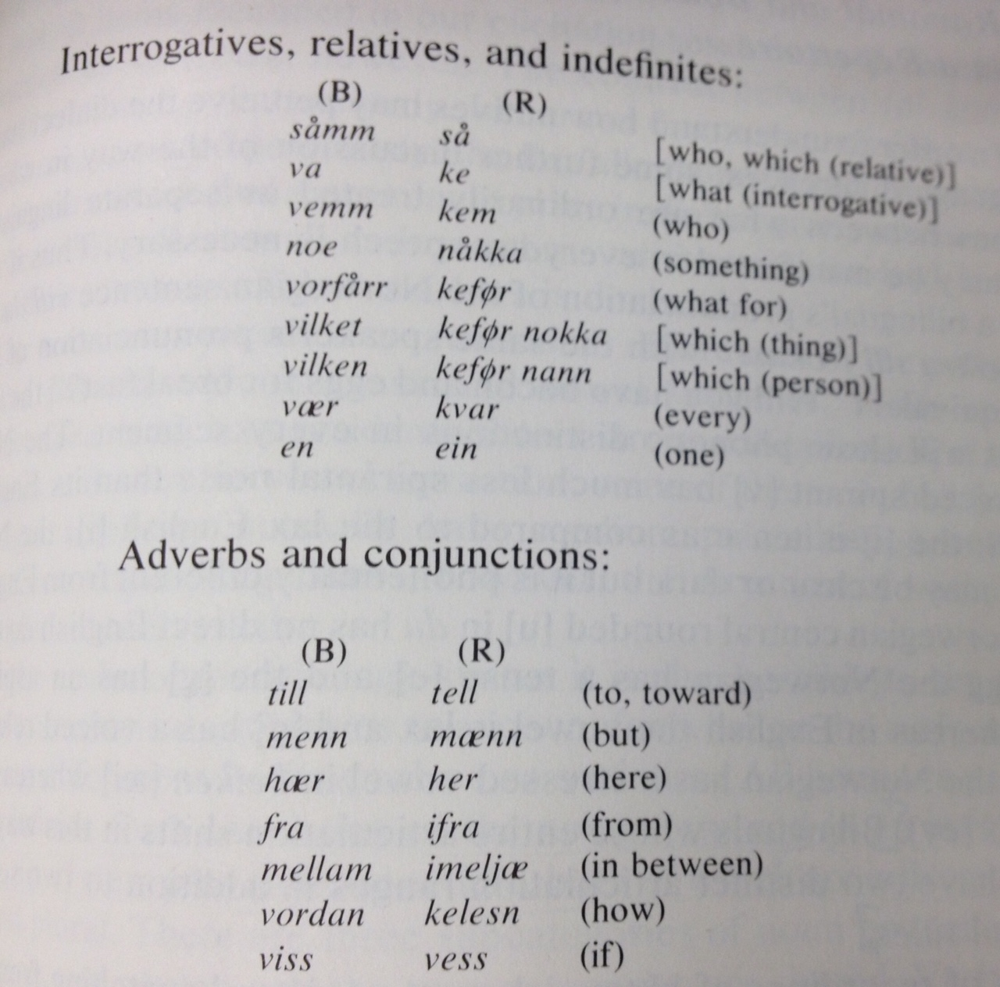 Interrogatives, relatives, and indefinites:
(B) (R)
såmm så [who, which (relative)]
va ke [what (interrogative)]
vemm kem (who)
noe nåkka (something)
vorfårr kefør (what for)
vilket kefør nokka [which (thing)]
vilken kefør nann [which (person)]
vær kvar (every)
en ein (one)
Adverbs and conjunctions:
(B) (R)
till tell (to, toward)
menn mænn (but)
hær her (here)
fra ifra (from)
mellam imeljæ (in between)
vordan kelesn (how)
viss vess (if)